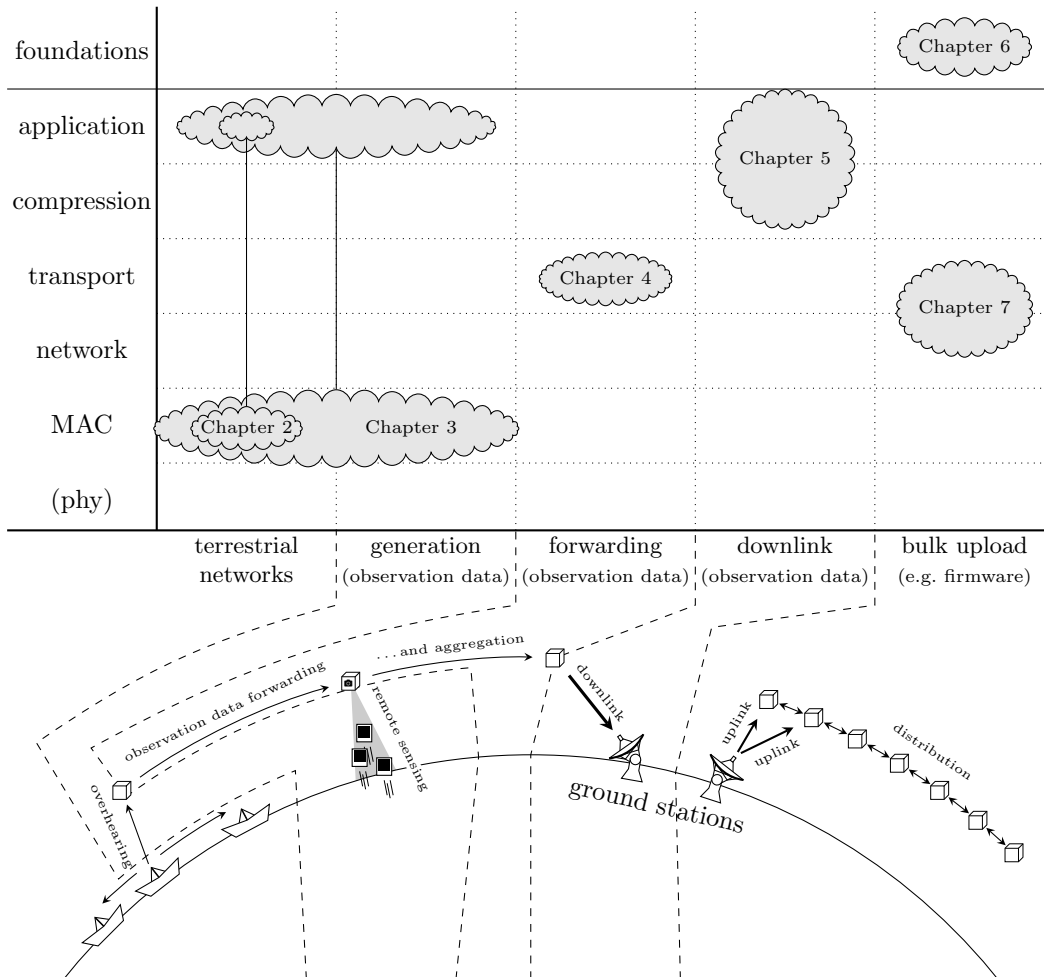 foundations
Chapter 6
application
Chapter 5
compression
transport
Chapter 4
Chapter 7
network
MAC
Chapter 2
Chapter 3
(phy)
terrestrial
networks
generation
(observation data)
forwarding
(observation data)
downlink
(observation data)
bulk upload
(e.g. firmware)
...and aggregation
observation data forwarding
remote sensing
downlink
uplink
uplink
distribution
overhearing
ground stations